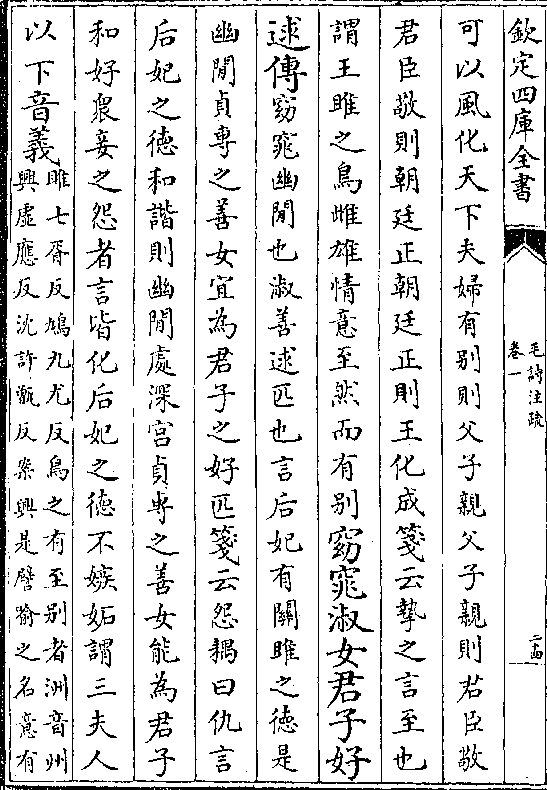 欽定四庫全書
毛詩注疏
卷一
二十四
可以風化天下夫婦有别則父子親父子親則君臣敬
君臣敬則朝廷正朝廷正則王化成箋云摯之言至也
謂王雎之鳥雌雄情意至然而有别窈窕淑女君子好
逑傳窈窕幽閒也淑善逑匹也言后妃有關雎之德是
幽閒貞專之善女宜為君子之好匹箋云怨耦曰仇言
后妃之德和諧則幽閒處深宫貞專之善女能為君子
和好衆妾之怨者言皆化后妃之德不嫉妬謂三夫人
以下音義雎七胥反鳩九尤反鳥之有至别者洲音州
興虚應反沈許甑反案興是譬喻之名意有